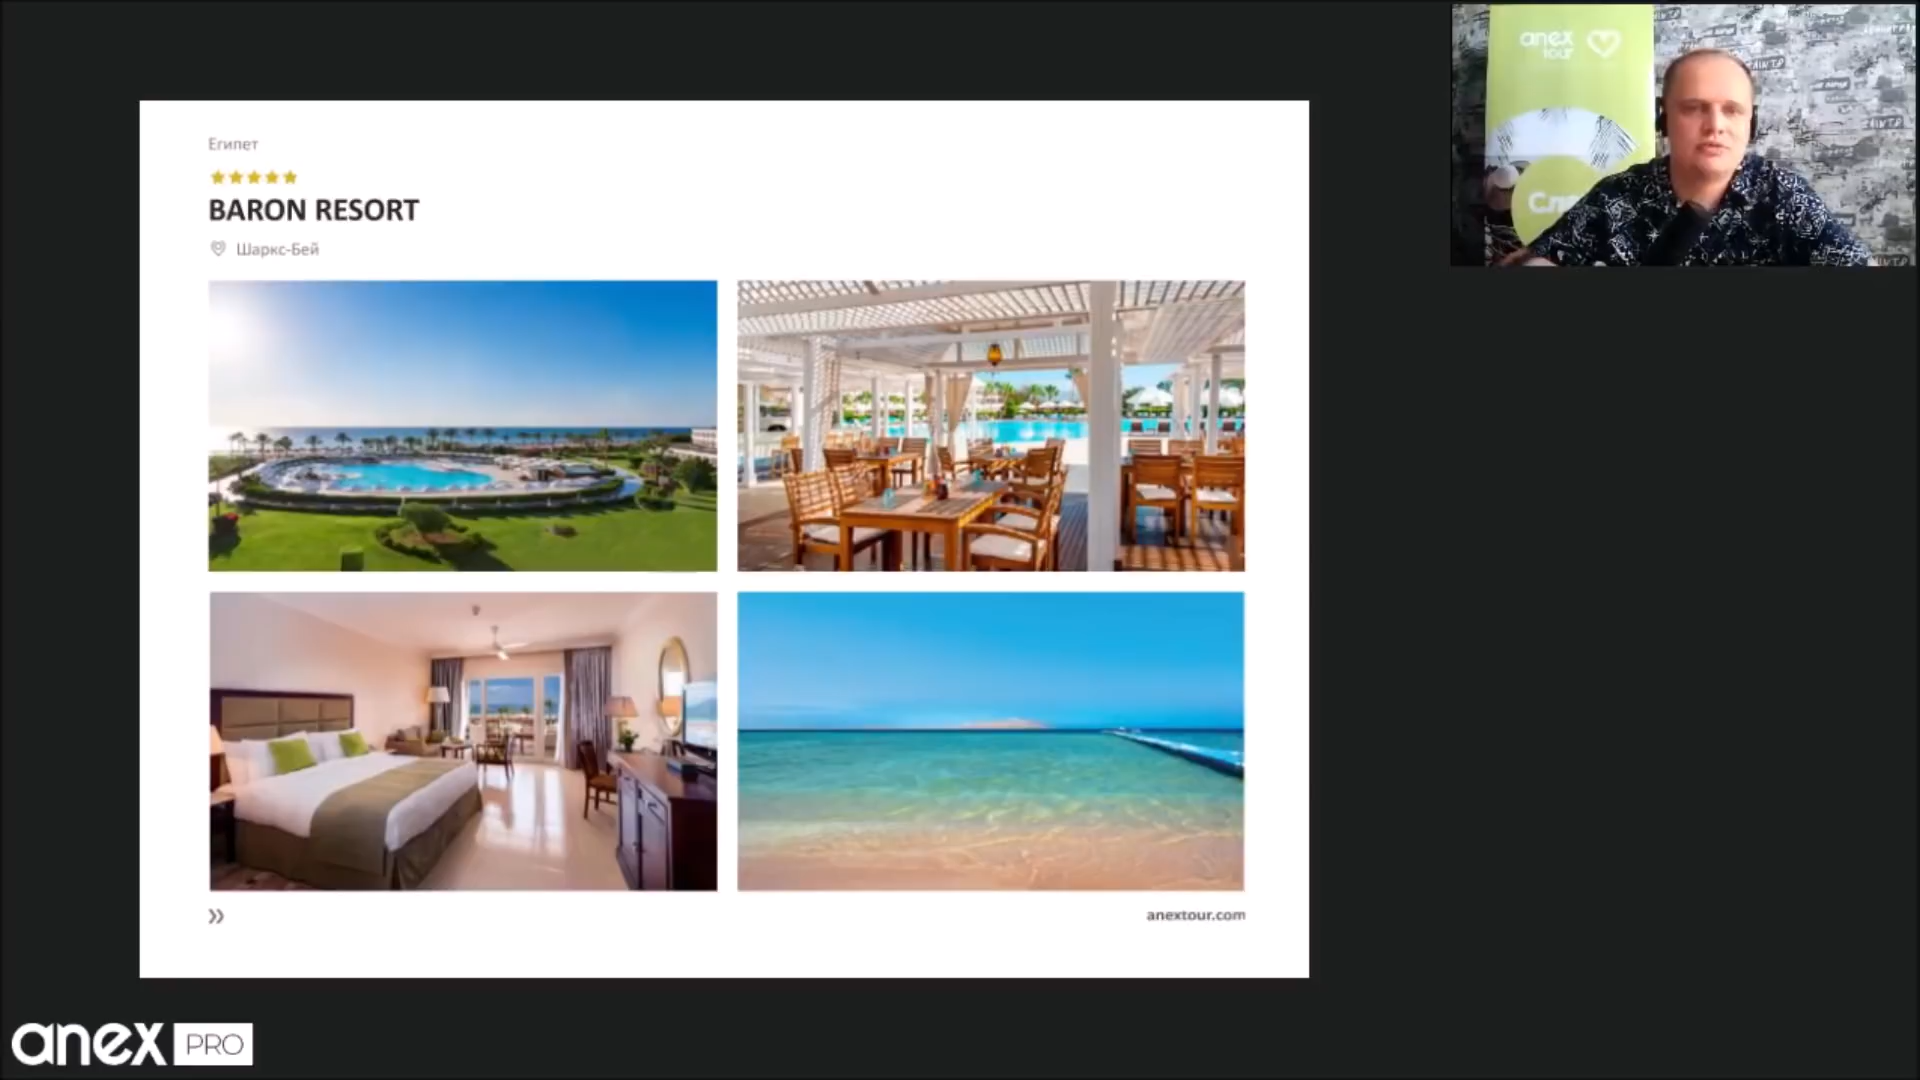 Египет
BARON RESORT
Шаркс-Бей
anextour.com
anex PRO
anex
tour